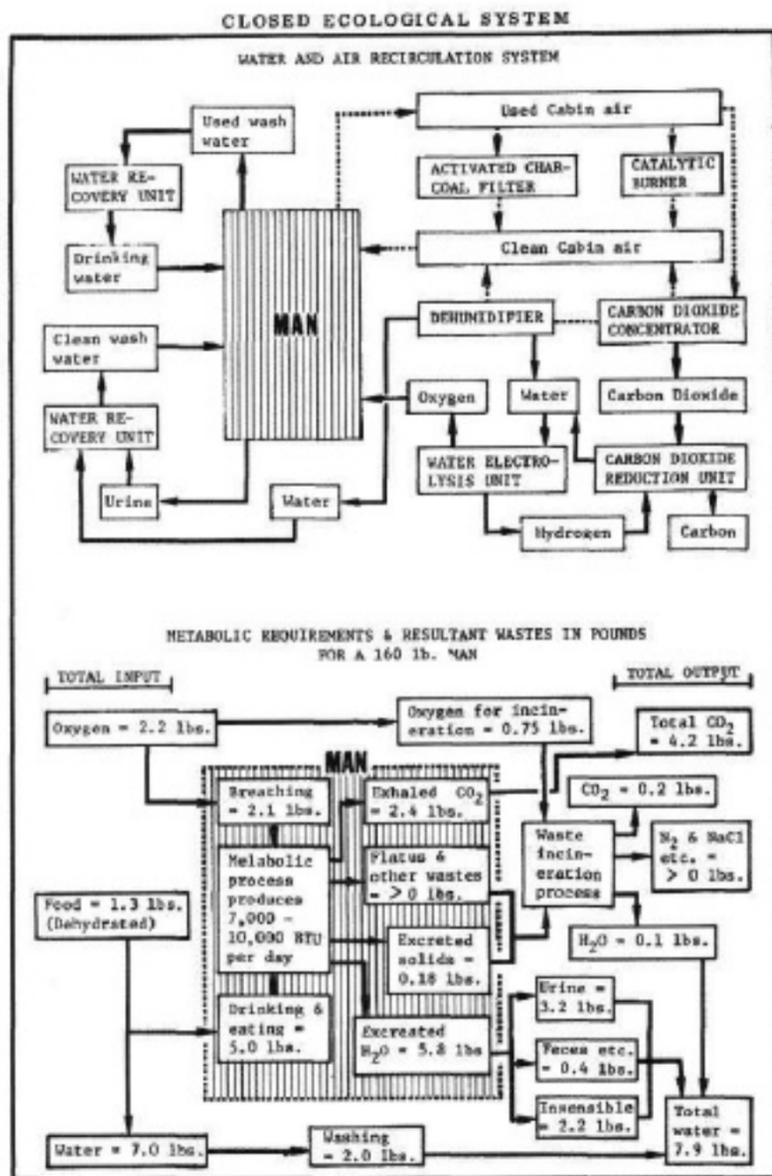 CLOSED ECOLOGICAL SYSTEM
WATER AND AIR RECIRCULATION SYSTEM
Used wash
water
Used Cabin air
WATER RE-
COVERY UNIT
ACTIVATED CHAR-
COAL FILTER
CATALYTIC
BURNER
Drinking
water
Clean Cabin air
MAN
DEHUMIDIFIER
CARBON DIOXIDE
CONCENTRATOR
Clean wash
water
Oxygen
Water
Carbon Dioxide
WATER RE-
COVERY UNIT
WATER ELECTRO-
LYSIS UNIT
CARBON DIOXIDE
REDUCTION UNIT
Urine
Water
Hydrogen
Carbon
METABOLIC REQUIREMENTS & RESULTANT WASTES IN POUNDS
FOR A 160 lb. MAN
TOTAL INPUT
TOTAL OUTPUT
Oxygen = 2.2 lbs.
Oxygen for incin-
eration = 0.75 lbs.
Total CO₂
= 4.2 lbs.
MAN
Breathing
= 2.1 lbs.
Exhaled CO₂
= 2.4 lbs.
CO₂ = 0.2 lbs.
Metabolic
process
produces
7,000 -
10,000 BTU
per day
Flatus &
other wastes
= > 0 lbs.
Waste
incin-
eration
process
N₂ & NaCl
etc. =
> 0 lbs.
Food = 1.3 lbs.
(Dehydrated)
Excreted
solids =
0.18 lbs.
H₂O = 0.1 lbs.
Drinking &
eating =
5.0 lbs.
Excreated
H₂O = 5.8 lbs
Urine =
3.2 lbs.
Feces etc.
= 0.4 lbs.
Insensible
= 2.2 lbs.
Water = 7.0 lbs.
Washing
= 2.0 lbs.
Total
water =
7.9 lbs.